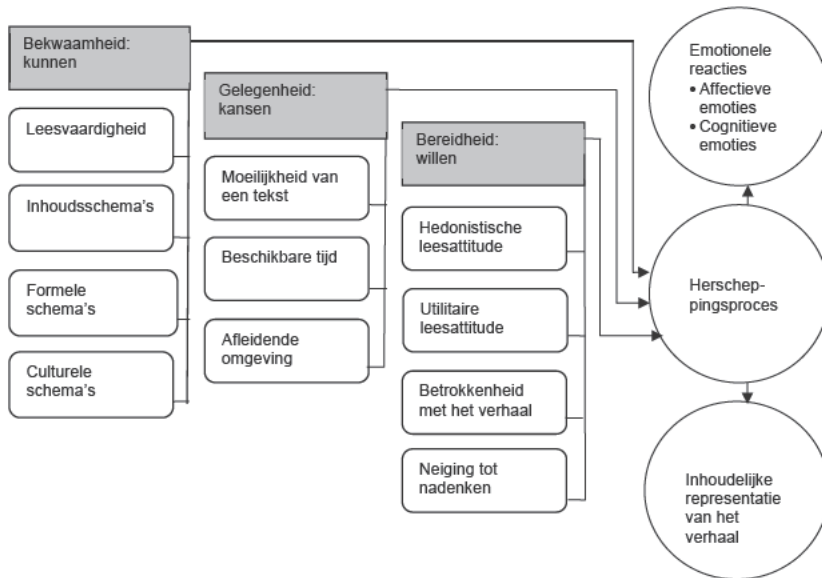 Bekwaamheid:
kunnen
Leesvaardigheid
Inhoudsschema's
Formele
schema's
Culturele
schema's
Gelegenheid:
kansen
Moeilijkheid van
een tekst
Beschikbare tijd
Afleidende
omgeving
Bereidheid:
willen
Hedonistische
leesattitude
Utilitaire
leesattitude
Betrokkenheid
met het verhaal
Neiging tot
nadenken
Emotionele
reacties
• Affectieve
emoties
• Cognitieve
emoties
Herschep-
pingsproces
Inhoudelijke
representatie
van het
verhaal